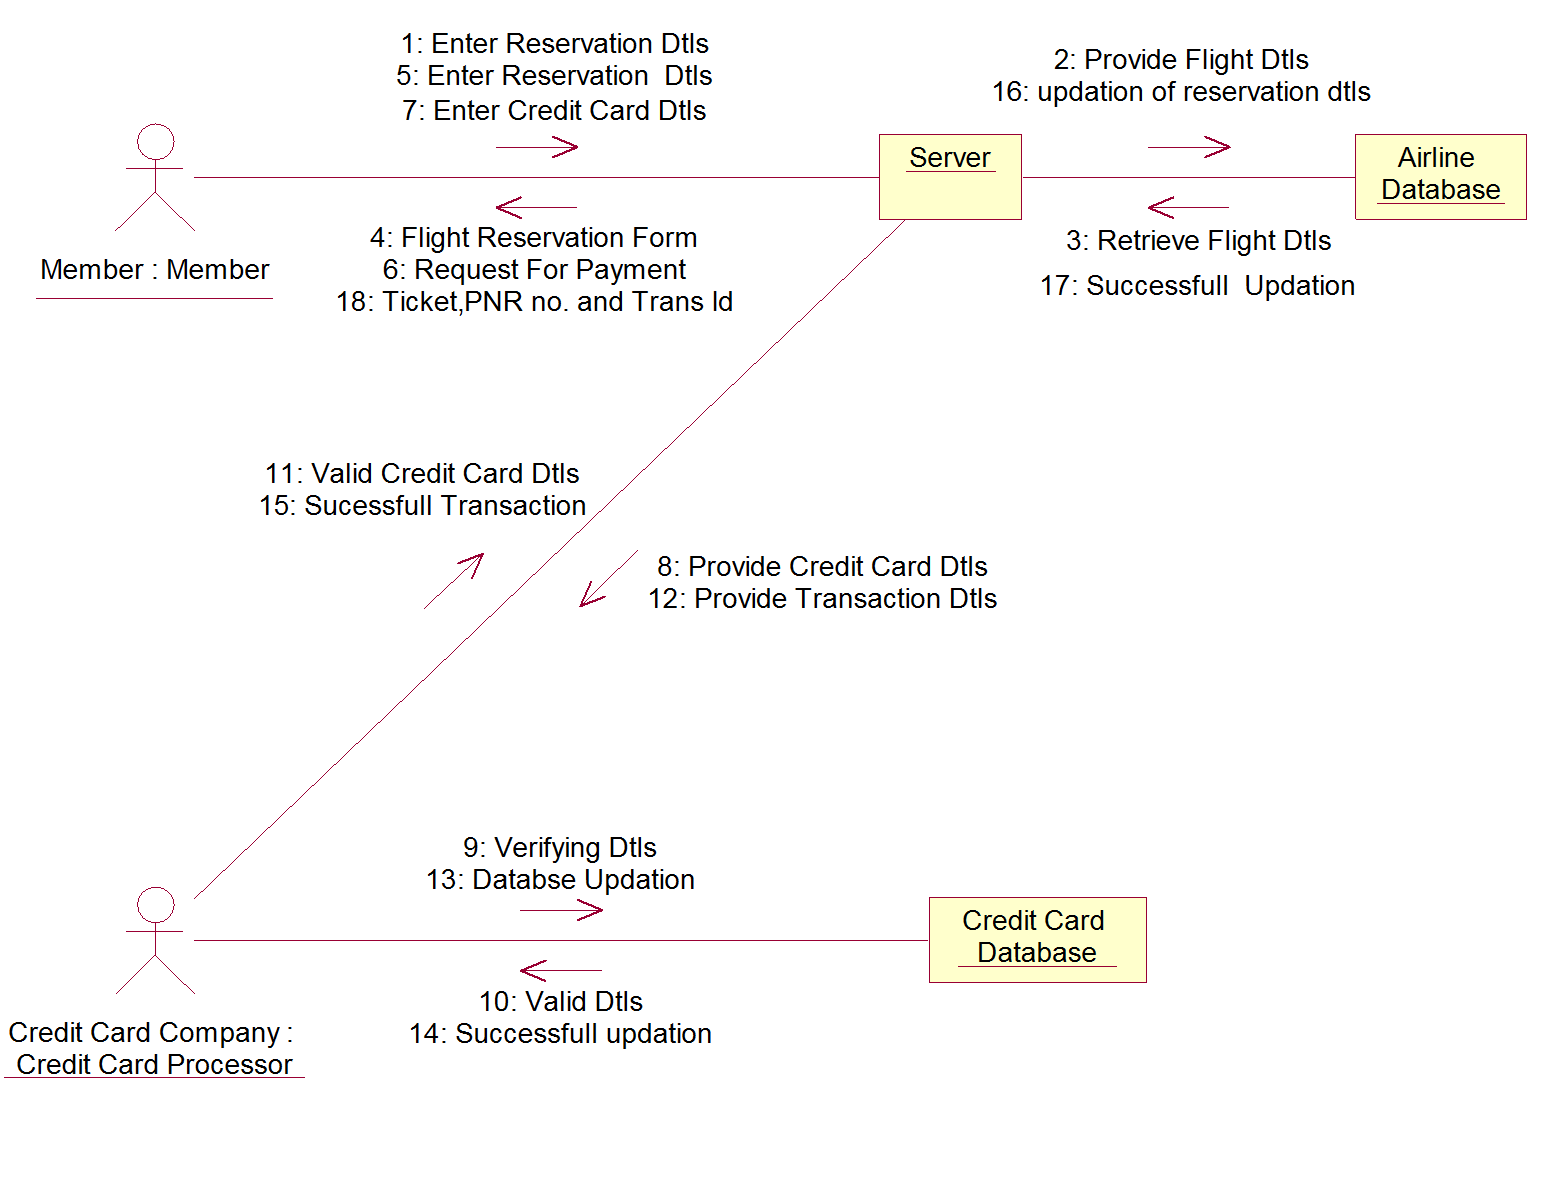 1: Enter Reservation Dtls
5: Enter Reservation  Dtls
7: Enter Credit Card Dtls
2: Provide Flight Dtls
16: updation of reservation dtls
Server
Airline
Database
4: Flight Reservation Form
6: Request For Payment
18: Ticket,PNR no. and Trans Id
3: Retrieve Flight Dtls
17: Successfull  Updation
Member : Member
11: Valid Credit Card Dtls
15: Sucessfull Transaction
8: Provide Credit Card Dtls
12: Provide Transaction Dtls
9: Verifying Dtls
13: Databse Updation
Credit Card
Database
10: Valid Dtls
14: Successfull updation
Credit Card Company :
Credit Card Processor